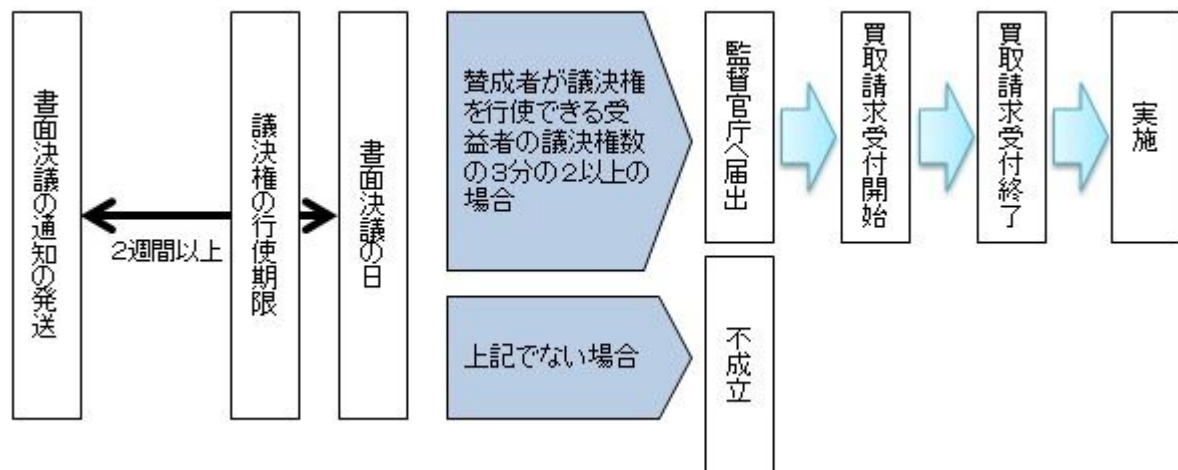 書面決議の通知の発送
2週間以上
議決権の行使期限
書面決議の日
賛成者が議決権
を行使できる受
益者の議決権数
の3分の2以上の
場合
監督官庁へ届出
買取請求受付開始
買取請求受付終了
実施
上記でない場合
不成立